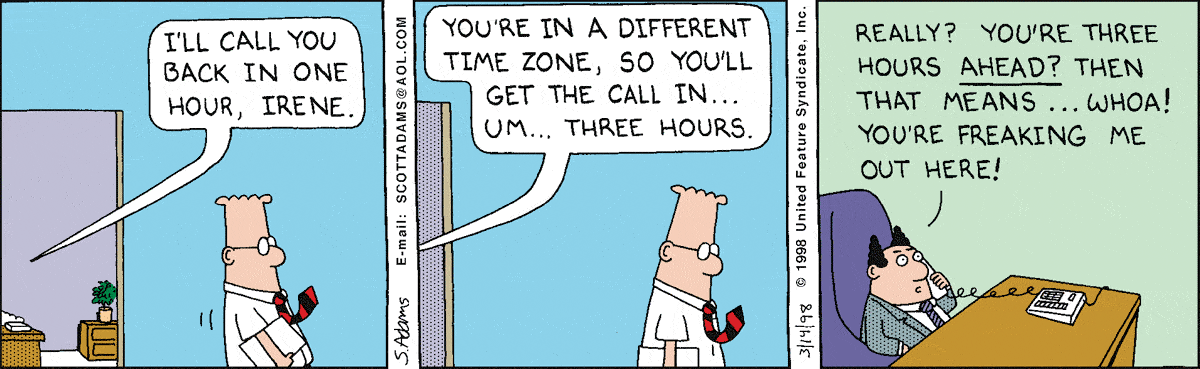 I'LL CALL YOU
BACK IN ONE
HOUR, IRENE.
S.Adams
E-mail: SCOTTADAMS@AOL.COM
YOU'RE IN A DIFFERENT
TIME ZONE, SO YOU'LL
GET THE CALL IN...
UM... THREE HOURS.
3/14/98
© 1998 United Feature Syndicate, Inc.
REALLY? YOU'RE THREE
HOURS AHEAD? THEN
THAT MEANS ... WHOA!
YOU'RE FREAKING ME
OUT HERE!